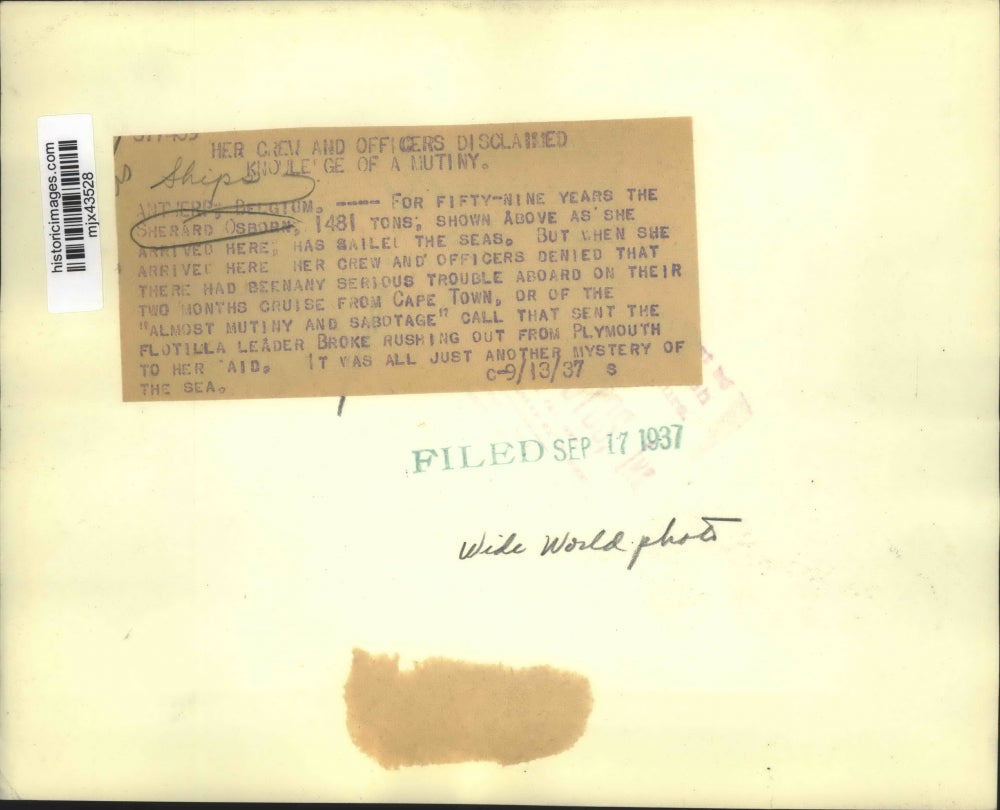 HER CREW AND OFFICERS DISCLAIMED
KNOWLE'GE OF A MUTINY.
Ships
ANTWERP, BELGIUM. ----- FOR FIFTY-NINE YEARS THE
SHERARD OSBORN, 1481 TONS, SHOWN ABOVE AS SHE
ARRIVED HERE, HAS SAILED THE SEAS. BUT WHEN SHE
ARRIVED HERE HER CREW AND OFFICERS DENIED THAT
THERE HAD BEENANY SERIOUS TROUBLE ABOARD ON THEIR
TWO MONTHS CRUISE FROM CAPE TOWN, OR OF THE
"ALMOST MUTINY AND SABOTAGE" CALL THAT SENT THE
FLOTILLA LEADER BROKE RUSHING OUT FROM PLYMOUTH
TO HER AID. IT WAS ALL JUST ANOTHER MYSTERY OF
THE SEA. C-9/13/37 S
FILED SEP 17 1937
Wide World photo
historicimages.com
mjx43528